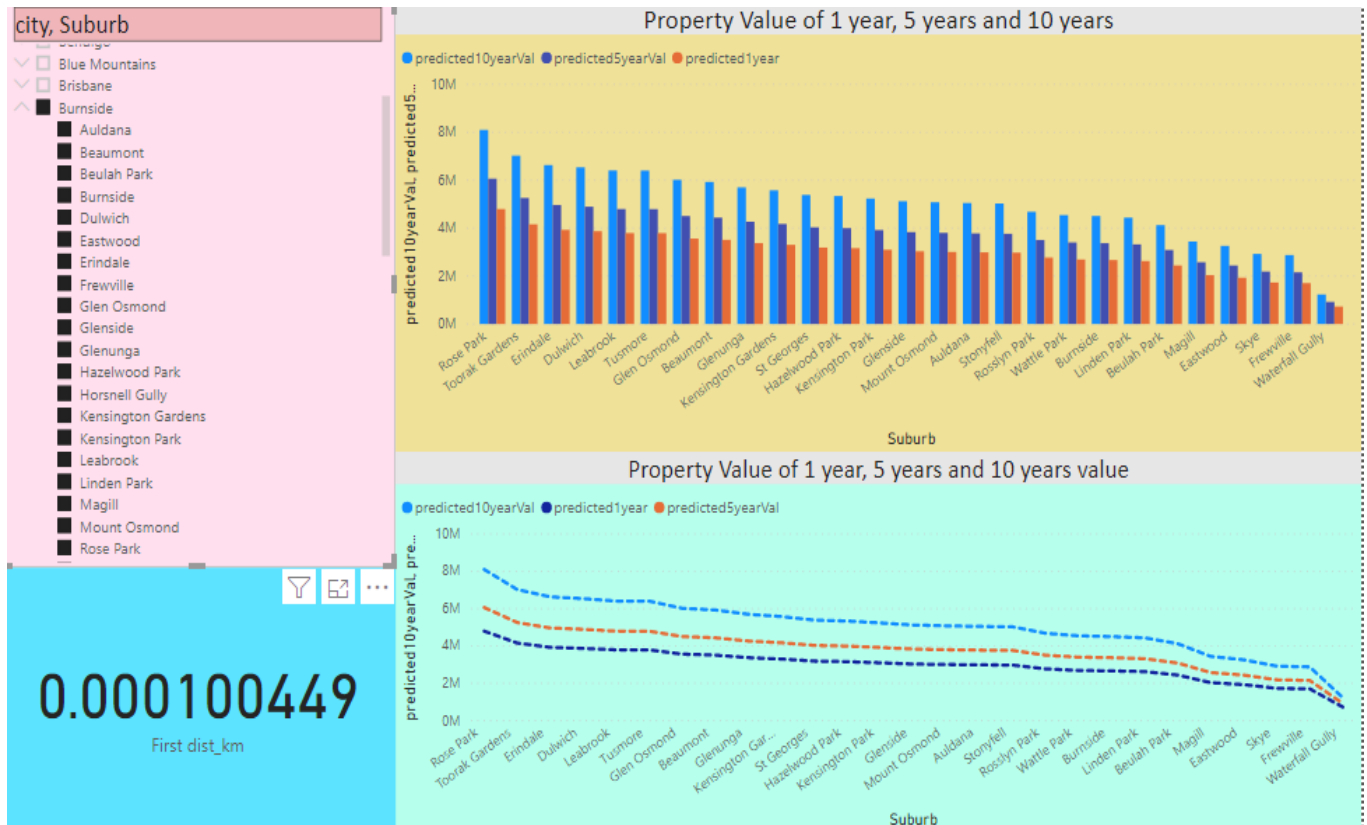 city, Suburb
Bendigo
Blue Mountains
Brisbane
Burnside
Auldana
Beaumont
Beulah Park
Burnside
Dulwich
Eastwood
Erindale
Frewville
Glen Osmond
Glenside
Glenunga
Hazelwood Park
Horsnell Gully
Kensington Gardens
Kensington Park
Leabrook
Linden Park
Magill
Mount Osmond
Rose Park
0.000100449
First dist_km
Property Value of 1 year, 5 years and 10 years
predicted10yearVal predicted5yearVal predicted1year
predicted10yearVal, predicted5...
10M
8M
6M
4M
2M
0M
Rose Park
Toorak Gardens
Erindale
Dulwich
Leabrook
Tusmore
Glen Osmond
Beaumont
Glenunga
Kensington Gardens
St Georges
Hazelwood Park
Kensington Park
Glenside
Mount Osmond
Auldana
Stonyfell
Rosslyn Park
Wattle Park
Burnside
Linden Park
Beulah Park
Magill
Eastwood
Skye
Frewville
Waterfall Gully
Suburb
Property Value of 1 year, 5 years and 10 years value
predicted10yearVal predicted1year predicted5yearVal
predicted10yearVal, pre...
10M
8M
6M
4M
2M
0M
Rose Park
Toorak Gardens
Erindale
Dulwich
Leabrook
Tusmore
Glen Osmond
Beaumont
Glenunga
Kensington Gar...
St Georges
Hazelwood Park
Kensington Park
Glenside
Mount Osmond
Auldana
Stonyfell
Rosslyn Park
Wattle Park
Burnside
Linden Park
Beulah Park
Magill
Eastwood
Skye
Frewville
Waterfall Gully
Suburb